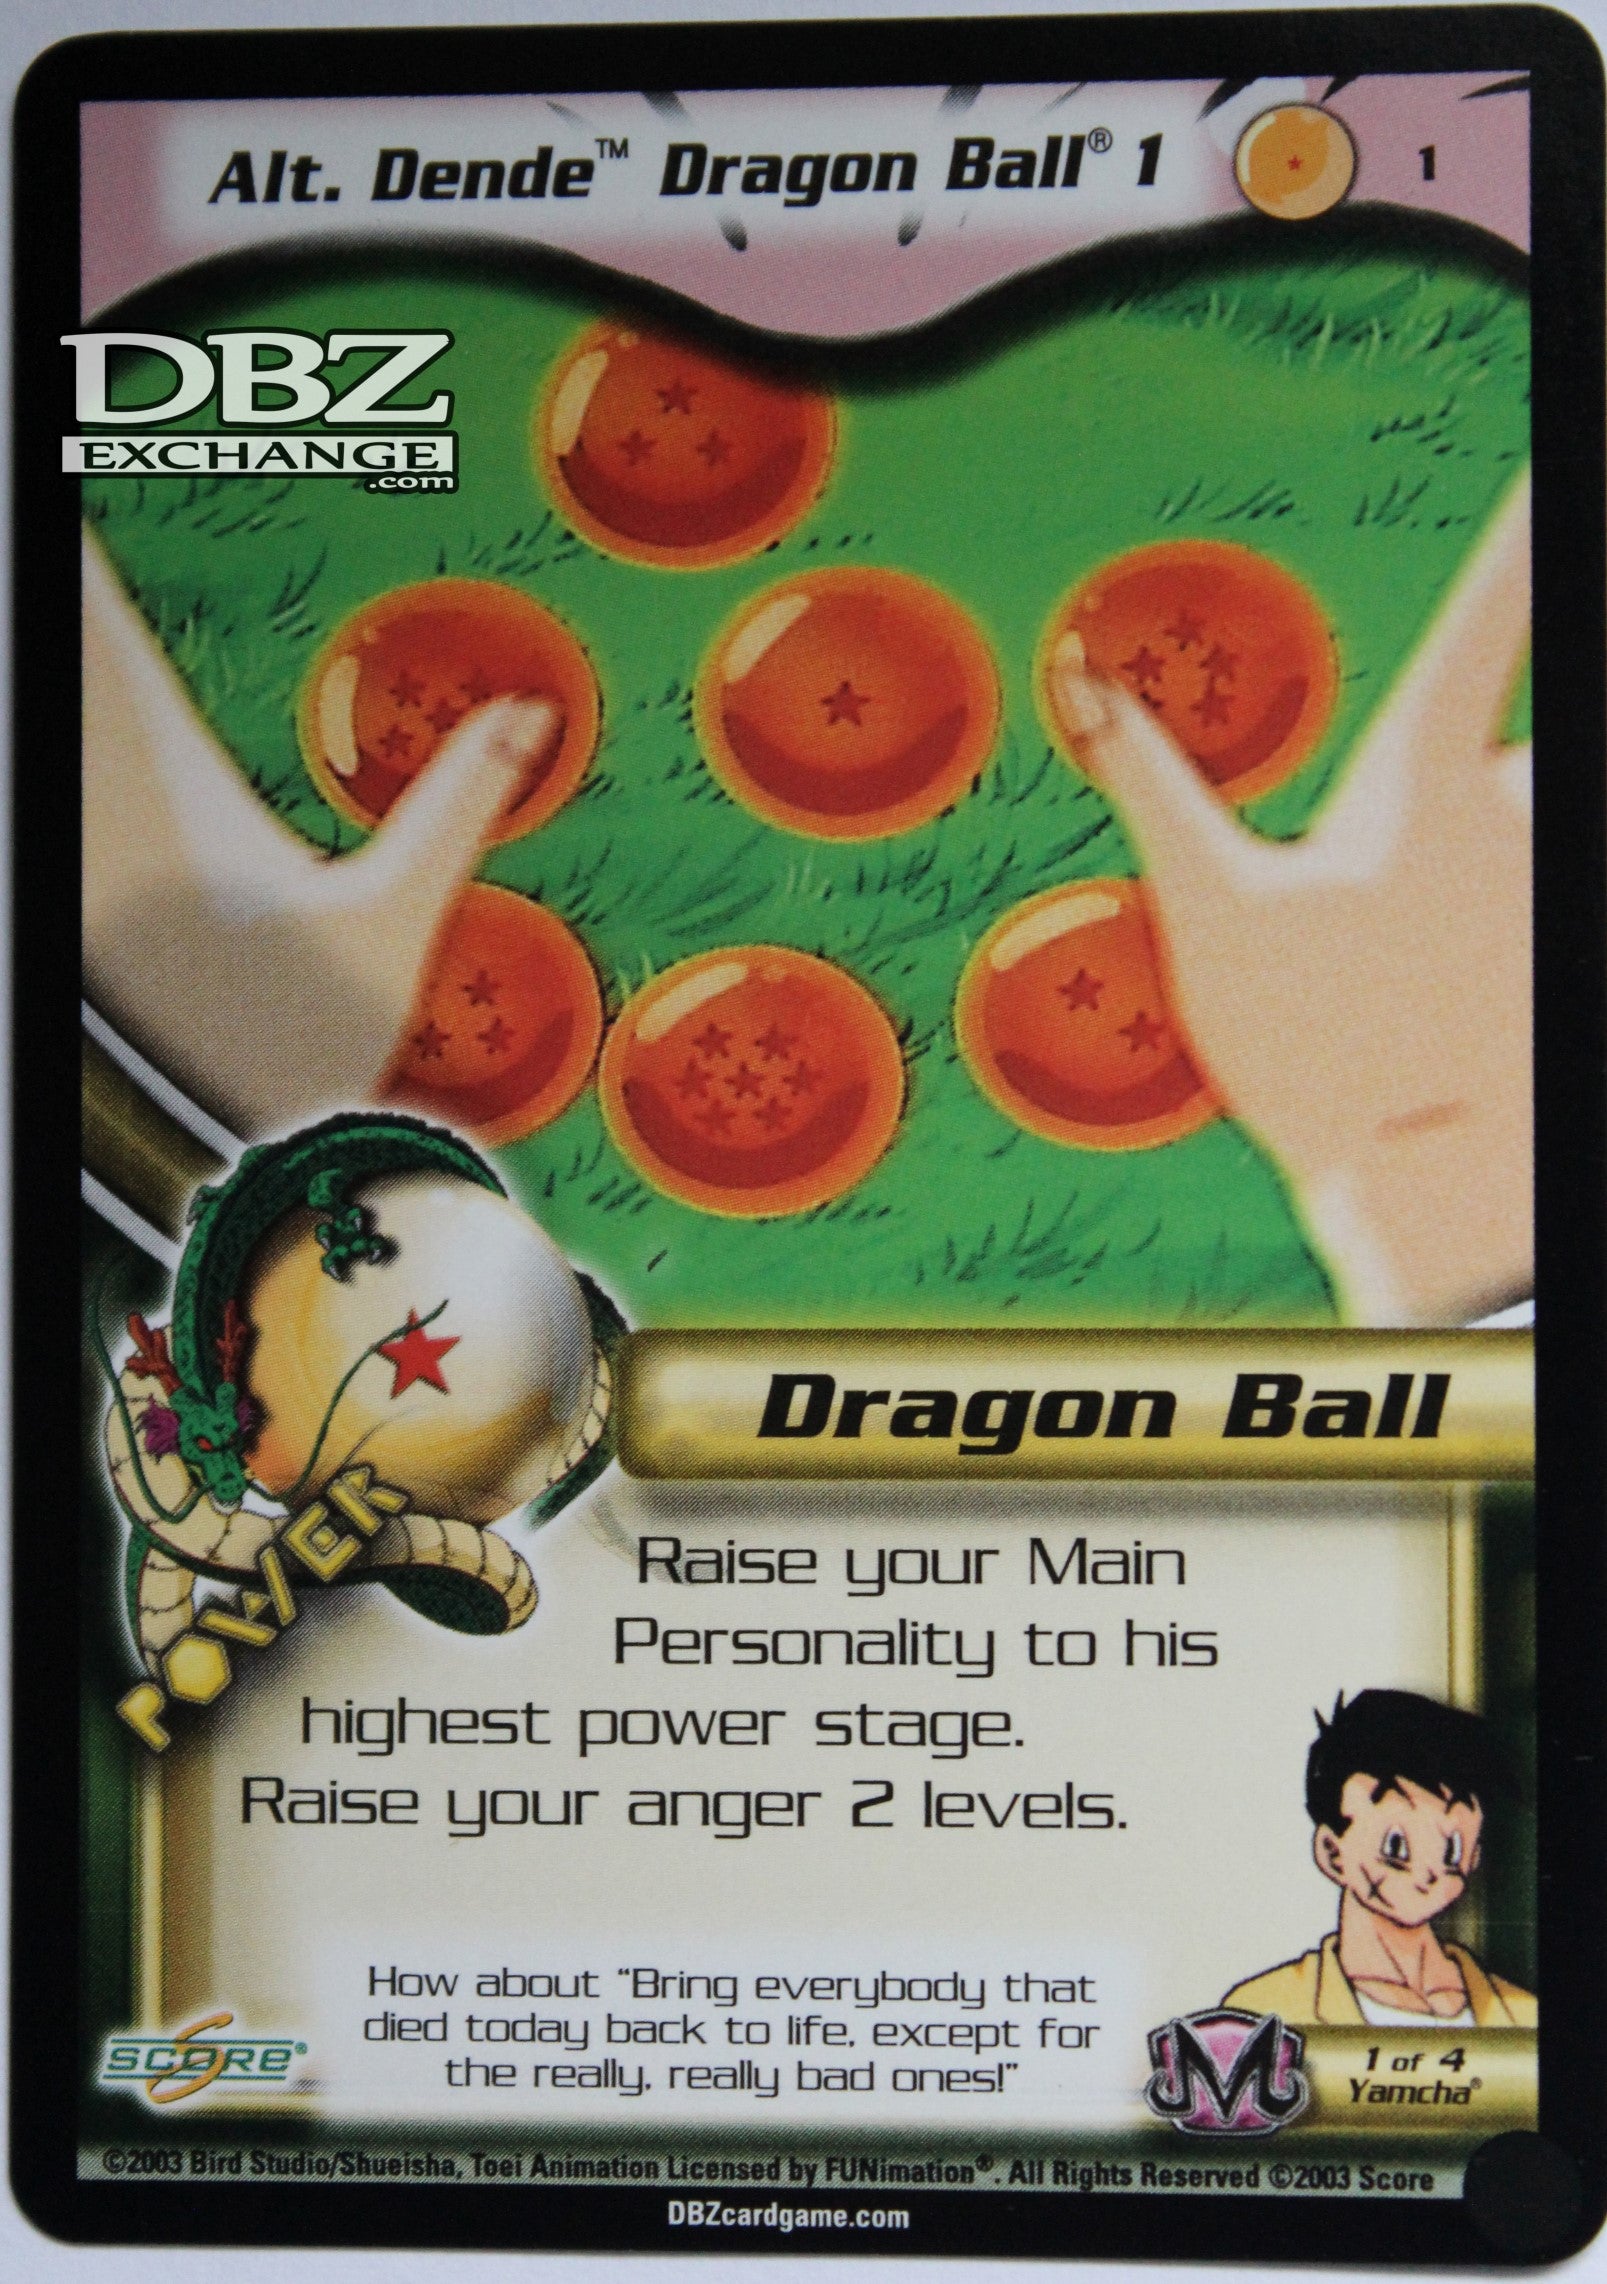 Alt. Dende™ Dragon Ball® 1
1
DBZ
EXCHANGE
.com
Dragon Ball
POWER
Raise your Main
Personality to his
highest power stage.
Raise your anger 2 levels.
How about "Bring everybody that
died today back to life, except for
the really, really bad ones!"
SCORE®
M
1 of 4
Yamcha®
©2003 Bird Studio/Shueisha, Toei Animation Licensed by FUNimation®. All Rights Reserved ©2003 Score
DBZcardgame.com